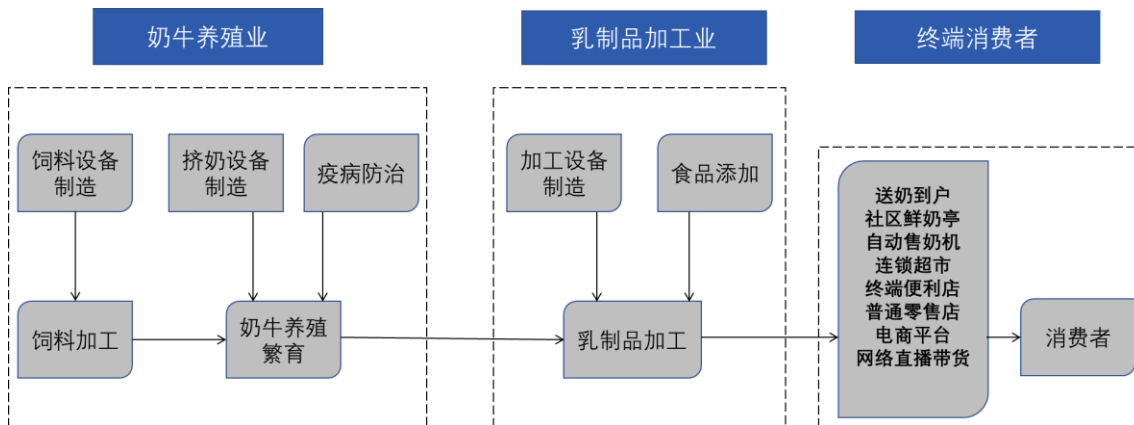 奶牛养殖业
乳制品加工业
终端消费者
饲料设备
制造
挤奶设备
制造
疫病防治
加工设备
制造
食品添加
饲料加工
奶牛养殖
繁育
乳制品加工
送奶到户
社区鲜奶亭
自动售奶机
连锁超市
终端便利店
普通零售店
电商平台
网络直播带货
消费者